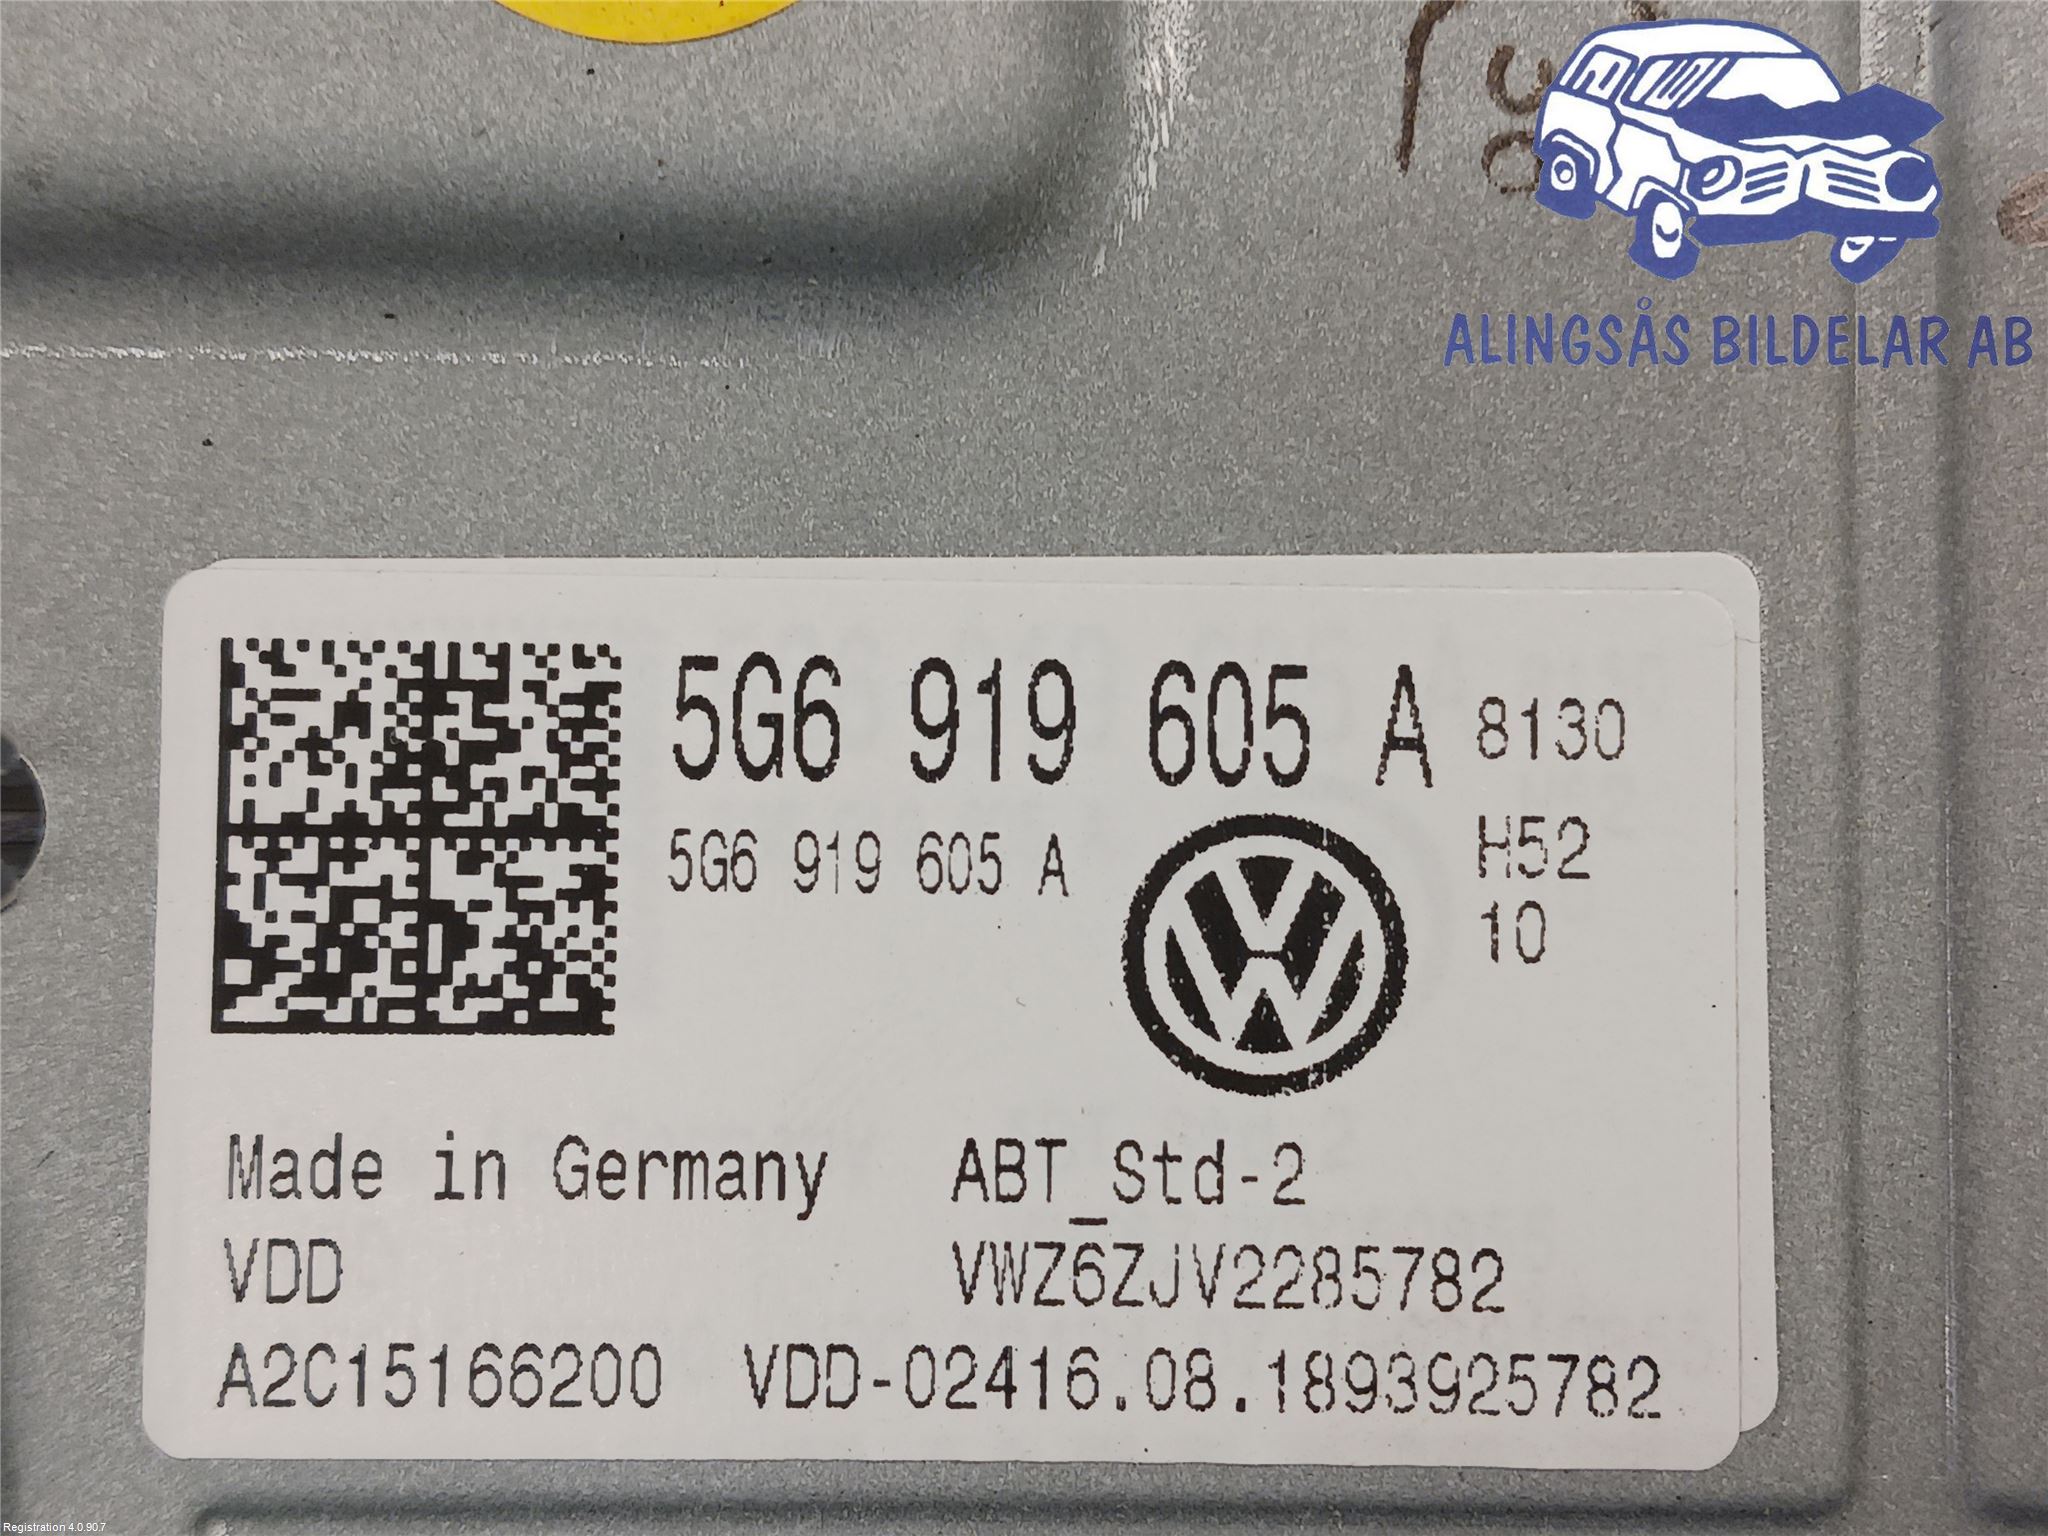 ALINGSÅS BILDELAR AB
5G6 919 605 A 8130
5G6 919 605 A H52
10
Made in Germany ABT_Std-2
VDD VWZ6ZJV2285782
A2C15166200 VDD-02416.08.1893925782
Registration 4.0.90.7